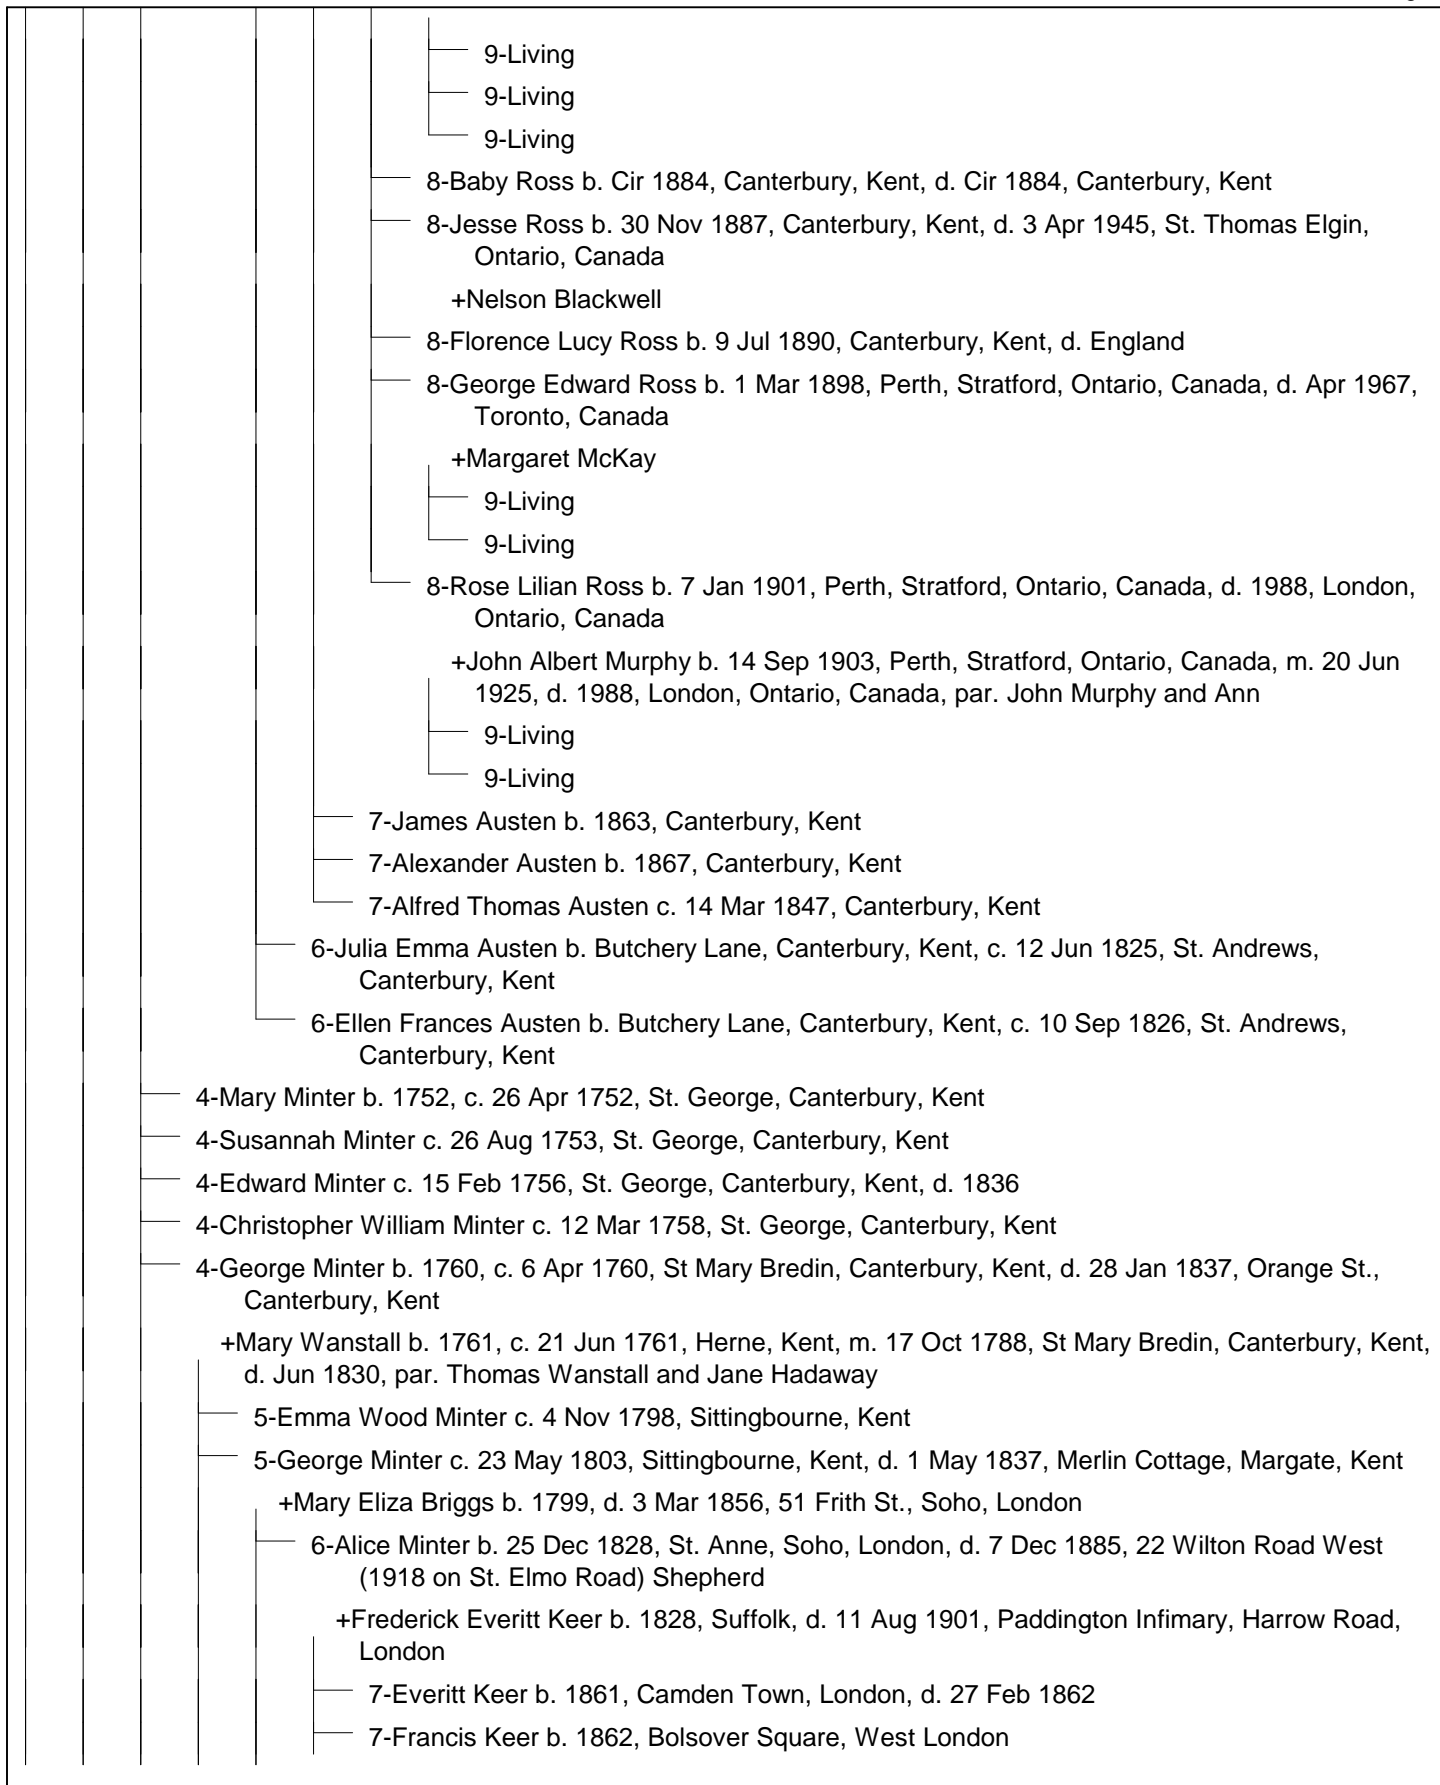 9-Living
9-Living
9-Living
8-Baby Ross b. Cir 1884, Canterbury, Kent, d. Cir 1884, Canterbury, Kent
8-Jesse Ross b. 30 Nov 1887, Canterbury, Kent, d. 3 Apr 1945, St. Thomas Elgin,
Ontario, Canada
+Nelson Blackwell
8-Florence Lucy Ross b. 9 Jul 1890, Canterbury, Kent, d. England
8-George Edward Ross b. 1 Mar 1898, Perth, Stratford, Ontario, Canada, d. Apr 1967,
Toronto, Canada
+Margaret McKay
9-Living
9-Living
8-Rose Lilian Ross b. 7 Jan 1901, Perth, Stratford, Ontario, Canada, d. 1988, London,
Ontario, Canada
+John Albert Murphy b. 14 Sep 1903, Perth, Stratford, Ontario, Canada, m. 20 Jun
1925, d. 1988, London, Ontario, Canada, par. John Murphy and Ann
9-Living
9-Living
7-James Austen b. 1863, Canterbury, Kent
7-Alexander Austen b. 1867, Canterbury, Kent
7-Alfred Thomas Austen c. 14 Mar 1847, Canterbury, Kent
6-Julia Emma Austen b. Butchery Lane, Canterbury, Kent, c. 12 Jun 1825, St. Andrews,
Canterbury, Kent
6-Ellen Frances Austen b. Butchery Lane, Canterbury, Kent, c. 10 Sep 1826, St. Andrews,
Canterbury, Kent
4-Mary Minter b. 1752, c. 26 Apr 1752, St. George, Canterbury, Kent
4-Susannah Minter c. 26 Aug 1753, St. George, Canterbury, Kent
4-Edward Minter c. 15 Feb 1756, St. George, Canterbury, Kent, d. 1836
4-Christopher William Minter c. 12 Mar 1758, St. George, Canterbury, Kent
4-George Minter b. 1760, c. 6 Apr 1760, St Mary Bredin, Canterbury, Kent, d. 28 Jan 1837, Orange St.,
Canterbury, Kent
+Mary Wanstall b. 1761, c. 21 Jun 1761, Herne, Kent, m. 17 Oct 1788, St Mary Bredin, Canterbury, Kent,
d. Jun 1830, par. Thomas Wanstall and Jane Hadaway
5-Emma Wood Minter c. 4 Nov 1798, Sittingbourne, Kent
5-George Minter c. 23 May 1803, Sittingbourne, Kent, d. 1 May 1837, Merlin Cottage, Margate, Kent
+Mary Eliza Briggs b. 1799, d. 3 Mar 1856, 51 Frith St., Soho, London
6-Alice Minter b. 25 Dec 1828, St. Anne, Soho, London, d. 7 Dec 1885, 22 Wilton Road West
(1918 on St. Elmo Road) Shepherd
+Frederick Everitt Keer b. 1828, Suffolk, d. 11 Aug 1901, Paddington Infimary, Harrow Road,
London
7-Everitt Keer b. 1861, Camden Town, London, d. 27 Feb 1862
7-Francis Keer b. 1862, Bolsover Square, West London